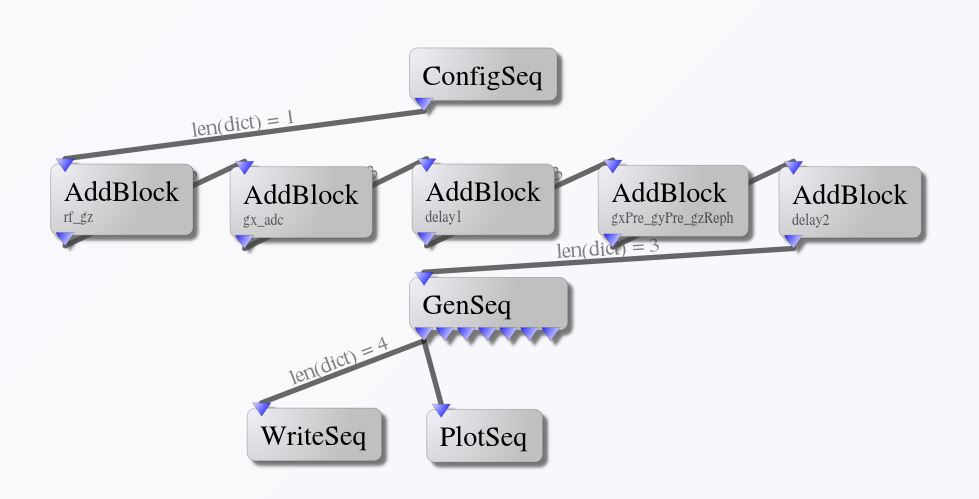 ConfigSeq
len(dict) = 1
AddBlock
rf_gz
AddBlock
gx_adc
AddBlock
delay1
AddBlock
gxPre_gyPre_gzReph
AddBlock
delay2
len(dict) = 3
GenSeq
len(dict) = 4
WriteSeq
PlotSeq